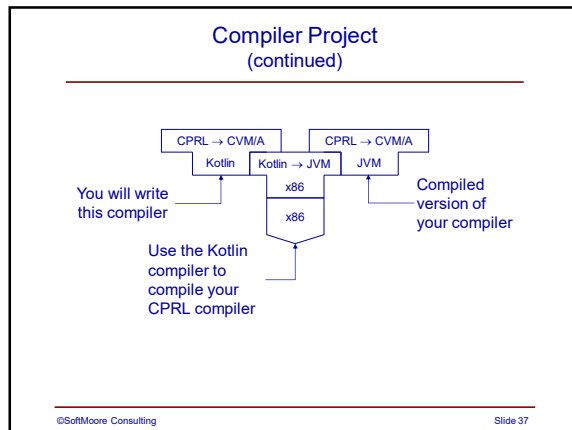 Compiler Project
(continued)
CPRL → CVM/A
CPRL → CVM/A
Kotlin
Kotlin → JVM
JVM
x86
x86
You will write
this compiler
Compiled
version of
your compiler
Use the Kotlin
compiler to
compile your
CPRL compiler
©SoftMoore Consulting
Slide 37